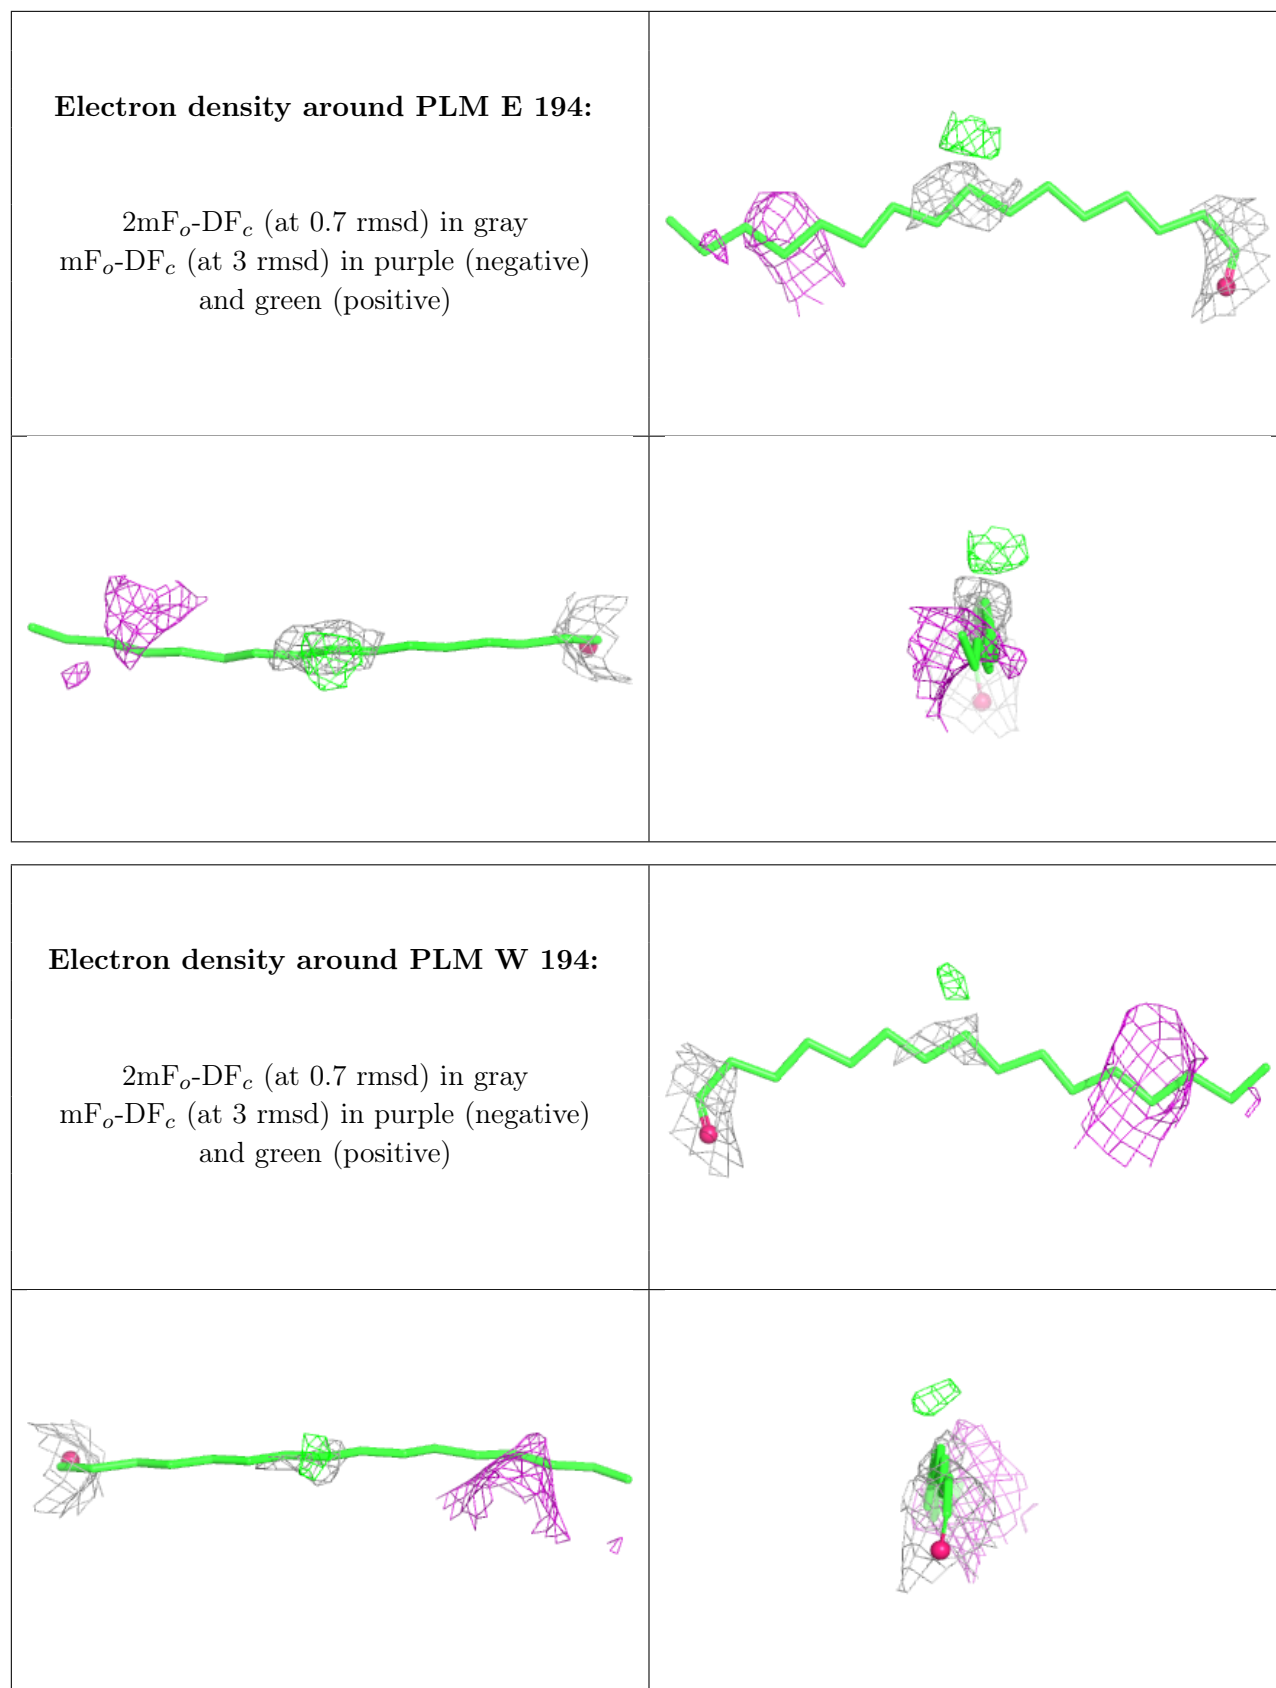 Electron density around PLM E 194:
2mFo-DFc (at 0.7 rmsd) in gray
mFo-DFc (at 3 rmsd) in purple (negative)
and green (positive)
Electron density around PLM W 194:
2mFo-DFc (at 0.7 rmsd) in gray
mFo-DFc (at 3 rmsd) in purple (negative)
and green (positive)